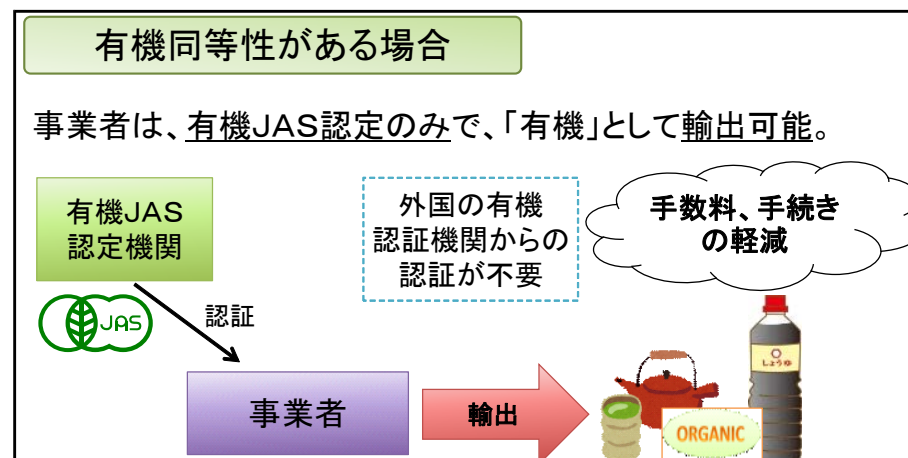 有機同等性がある場合
事業者は、有機JAS認定のみで、「有機」として輸出可能。
有機JAS
認定機関
外国の有機
認証機関からの
認証が不要
手数料、手続き
の軽減
JAS
認証
事業者
輸出
しょうゆ
ORGANIC